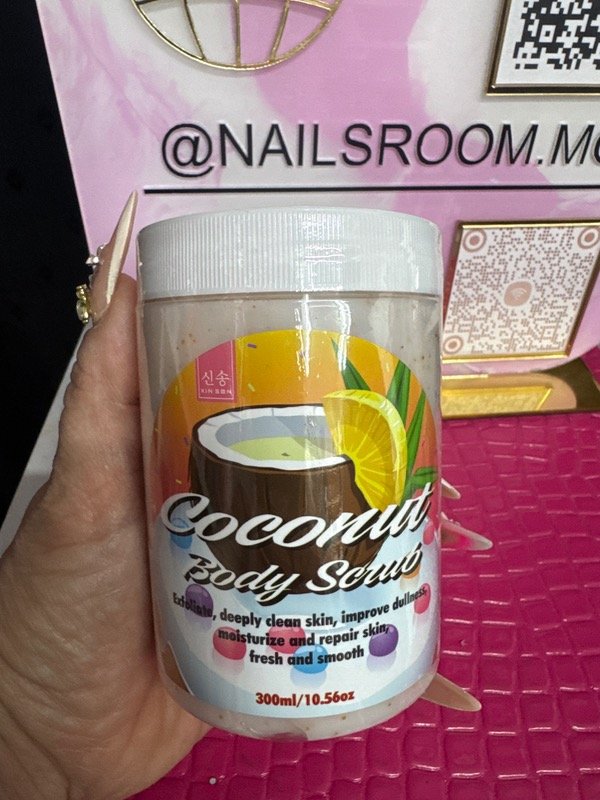 @NAILSROOM.M
신송
XIN SON
Coconut
Body Scrub
Exfoliate, deeply clean skin, improve dullness,
moisturize and repair skin,
fresh and smooth
300ml/10.56oz